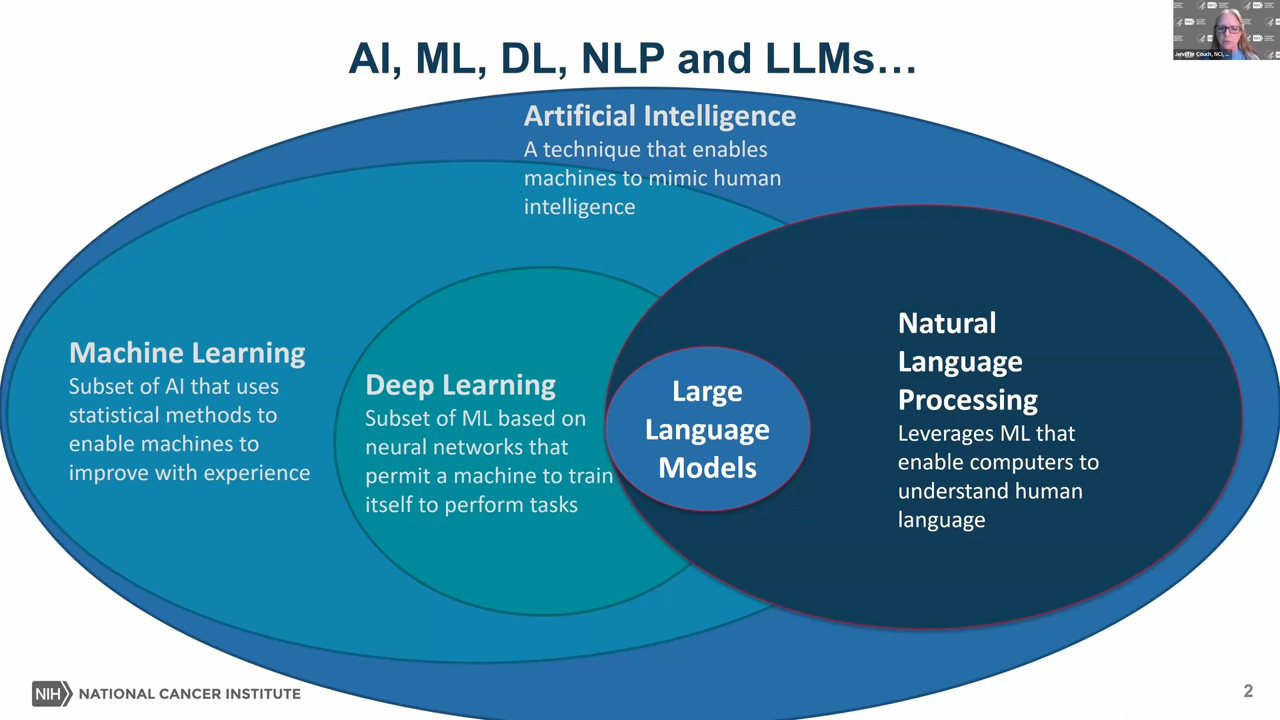 AI, ML, DL, NLP and LLMs…
Jennifer Couch, NCI, ...
Artificial Intelligence
A technique that enables
machines to mimic human
intelligence
Machine Learning
Subset of AI that uses
statistical methods to
enable machines to
improve with experience
Deep Learning
Subset of ML based on
neural networks that
permit a machine to train
itself to perform tasks
Large
Language
Models
Natural
Language
Processing
Leverages ML that
enable computers to
understand human
language
NIH NATIONAL CANCER INSTITUTE
2